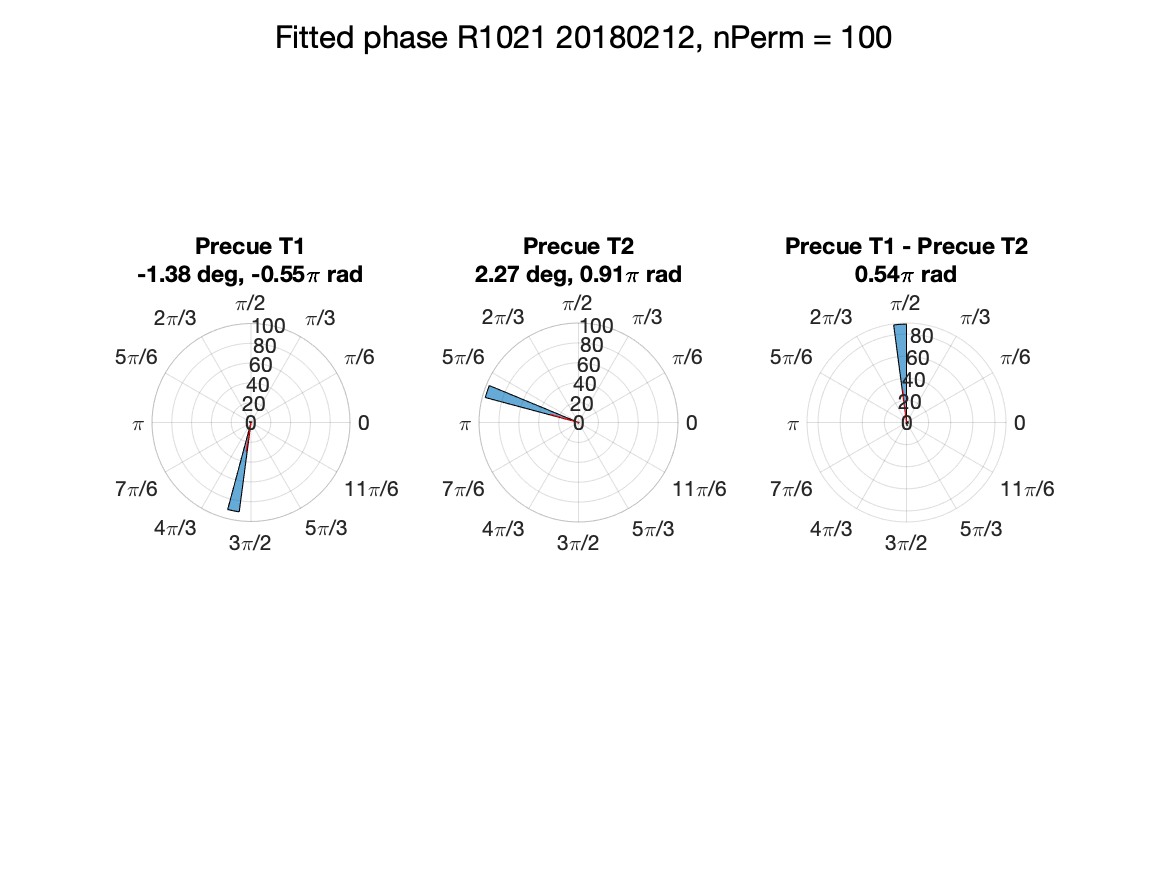 Fitted phase R1021 20180212, nPerm = 100
Precue T1
-1.38 deg, -0.55π rad
π/2
2π/3
π/3
5π/6
π/6
π
0
7π/6
11π/6
4π/3
5π/3
3π/2
100
80
60
40
20
0
Precue T2
2.27 deg, 0.91π rad
π/2
2π/3
π/3
5π/6
π/6
π
0
7π/6
11π/6
4π/3
5π/3
3π/2
100
80
60
40
20
0
Precue T1 - Precue T2
0.54π rad
π/2
2π/3
π/3
5π/6
π/6
π
0
7π/6
11π/6
4π/3
5π/3
3π/2
80
60
40
20
0